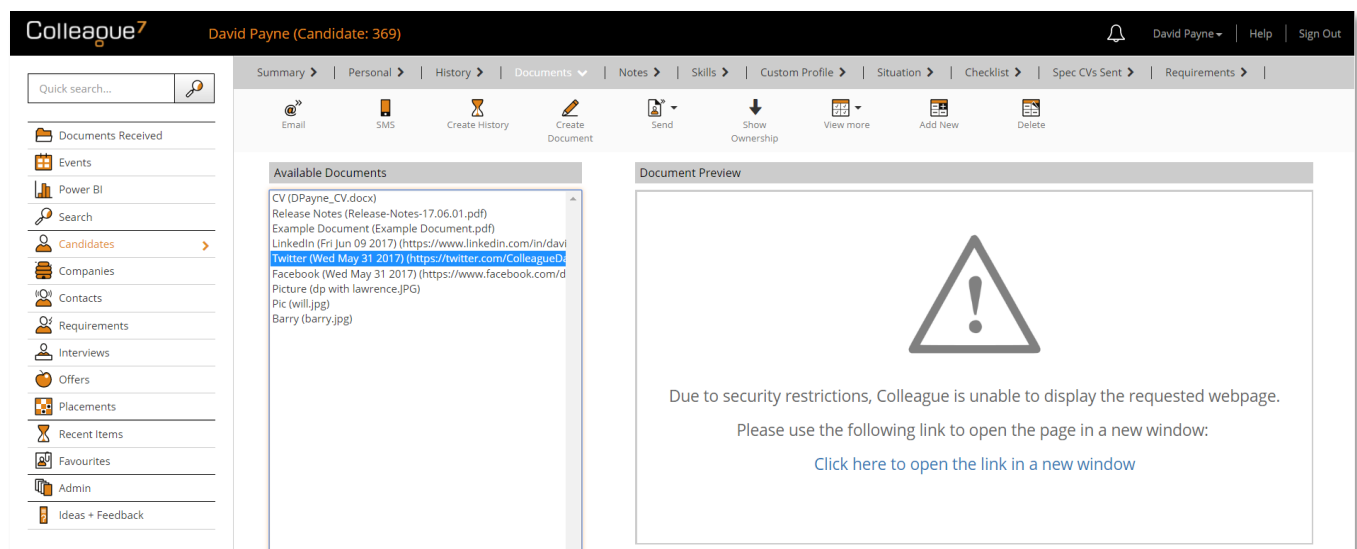 Colleague7
David Payne (Candidate: 369)
David Payne
Help
Sign Out
Quick search...
Summary
Personal
History
Documents
Notes
Skills
Custom Profile
Situation
Checklist
Spec CVs Sent
Requirements
Email
SMS
Create History
Create
Document
Send
Show
Ownership
View more
Add New
Delete
Documents Received
Events
Power BI
Search
Candidates
Companies
Contacts
Requirements
Interviews
Offers
Placements
Recent Items
Favourites
Admin
Ideas + Feedback
Available Documents
CV (DPayne_CV.docx)
Release Notes (Release-Notes-17.06.01.pdf)
Example Document (Example Document.pdf)
LinkedIn (Fri Jun 09 2017) (https://www.linkedin.com/in/davi
Twitter (Wed May 31 2017) (https://twitter.com/ColleagueDa
Facebook (Wed May 31 2017) (https://www.facebook.com/d
Picture (dp with lawrence.JPG)
Pic (will.jpg)
Barry (barry.jpg)
Document Preview
Due to security restrictions, Colleague is unable to display the requested webpage.
Please use the following link to open the page in a new window:
Click here to open the link in a new window